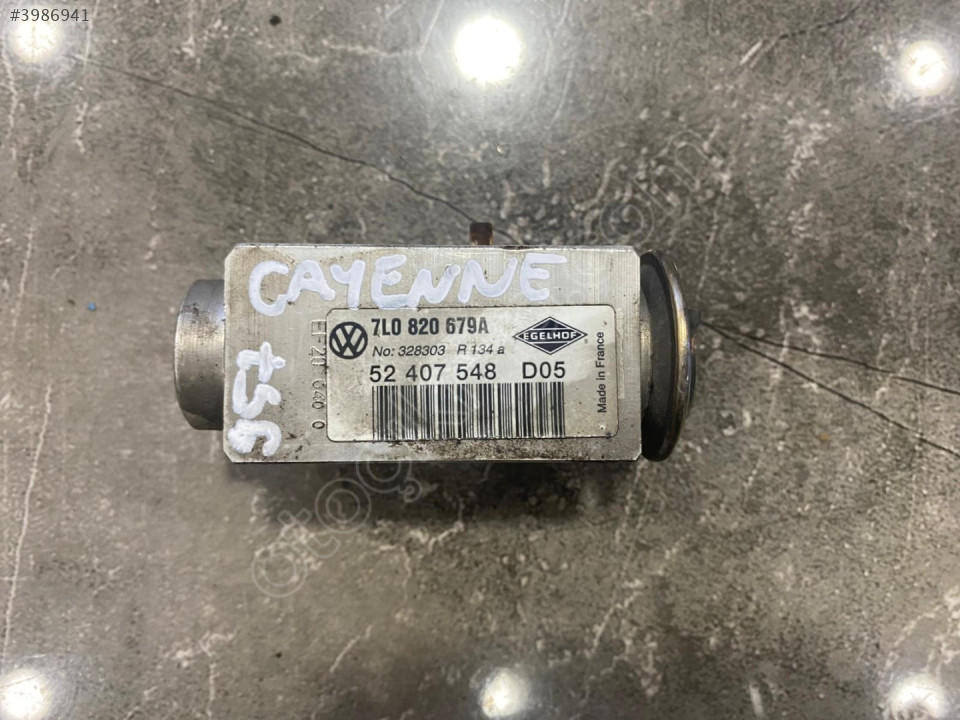 #3986941
CAYENNE
955
7L0 820 679A
No: 328303 R 134 a
52 407 548 D05
EGELHOF
Made in France